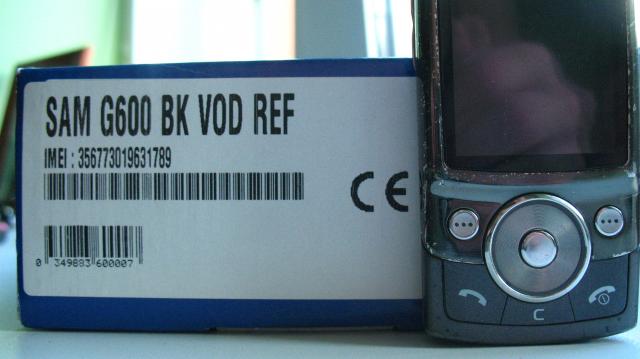 SAM G600 BK VOD REF
IMEI : 356773019631789
CE
0 349883 600007
C